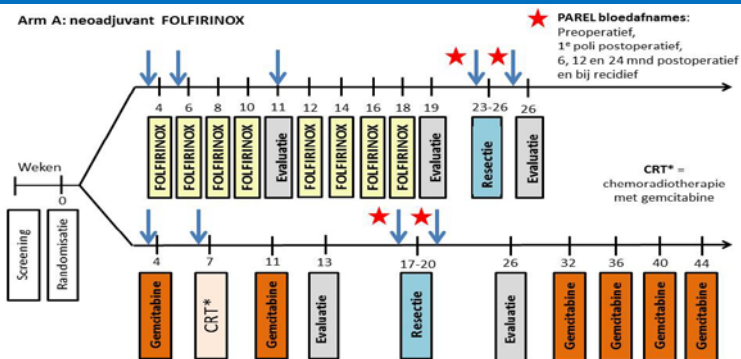 Arm A: neoadjuvant FOLFIRINOX
PAREL bloedafnames:
Preoperatief,
1e poli postoperatief,
6, 12 en 24 mnd postoperatief
en bij recidief
4 6 8 10 11 12 14 16 18 19 23-26 26
FOLFIRINOX
FOLFIRINOX
FOLFIRINOX
FOLFIRINOX
Evaluatie
FOLFIRINOX
FOLFIRINOX
FOLFIRINOX
FOLFIRINOX
Evaluatie
Resectie
Evaluatie
Weken
0
Screening
Randomisatie
CRT* =
chemoradiotherapie
met gemcitabine
4 7 11 13 17-20 26 32 36 40 44
Gemcitabine
CRT*
Gemcitabine
Evaluatie
Resectie
Evaluatie
Gemcitabine
Gemcitabine
Gemcitabine
Gemcitabine